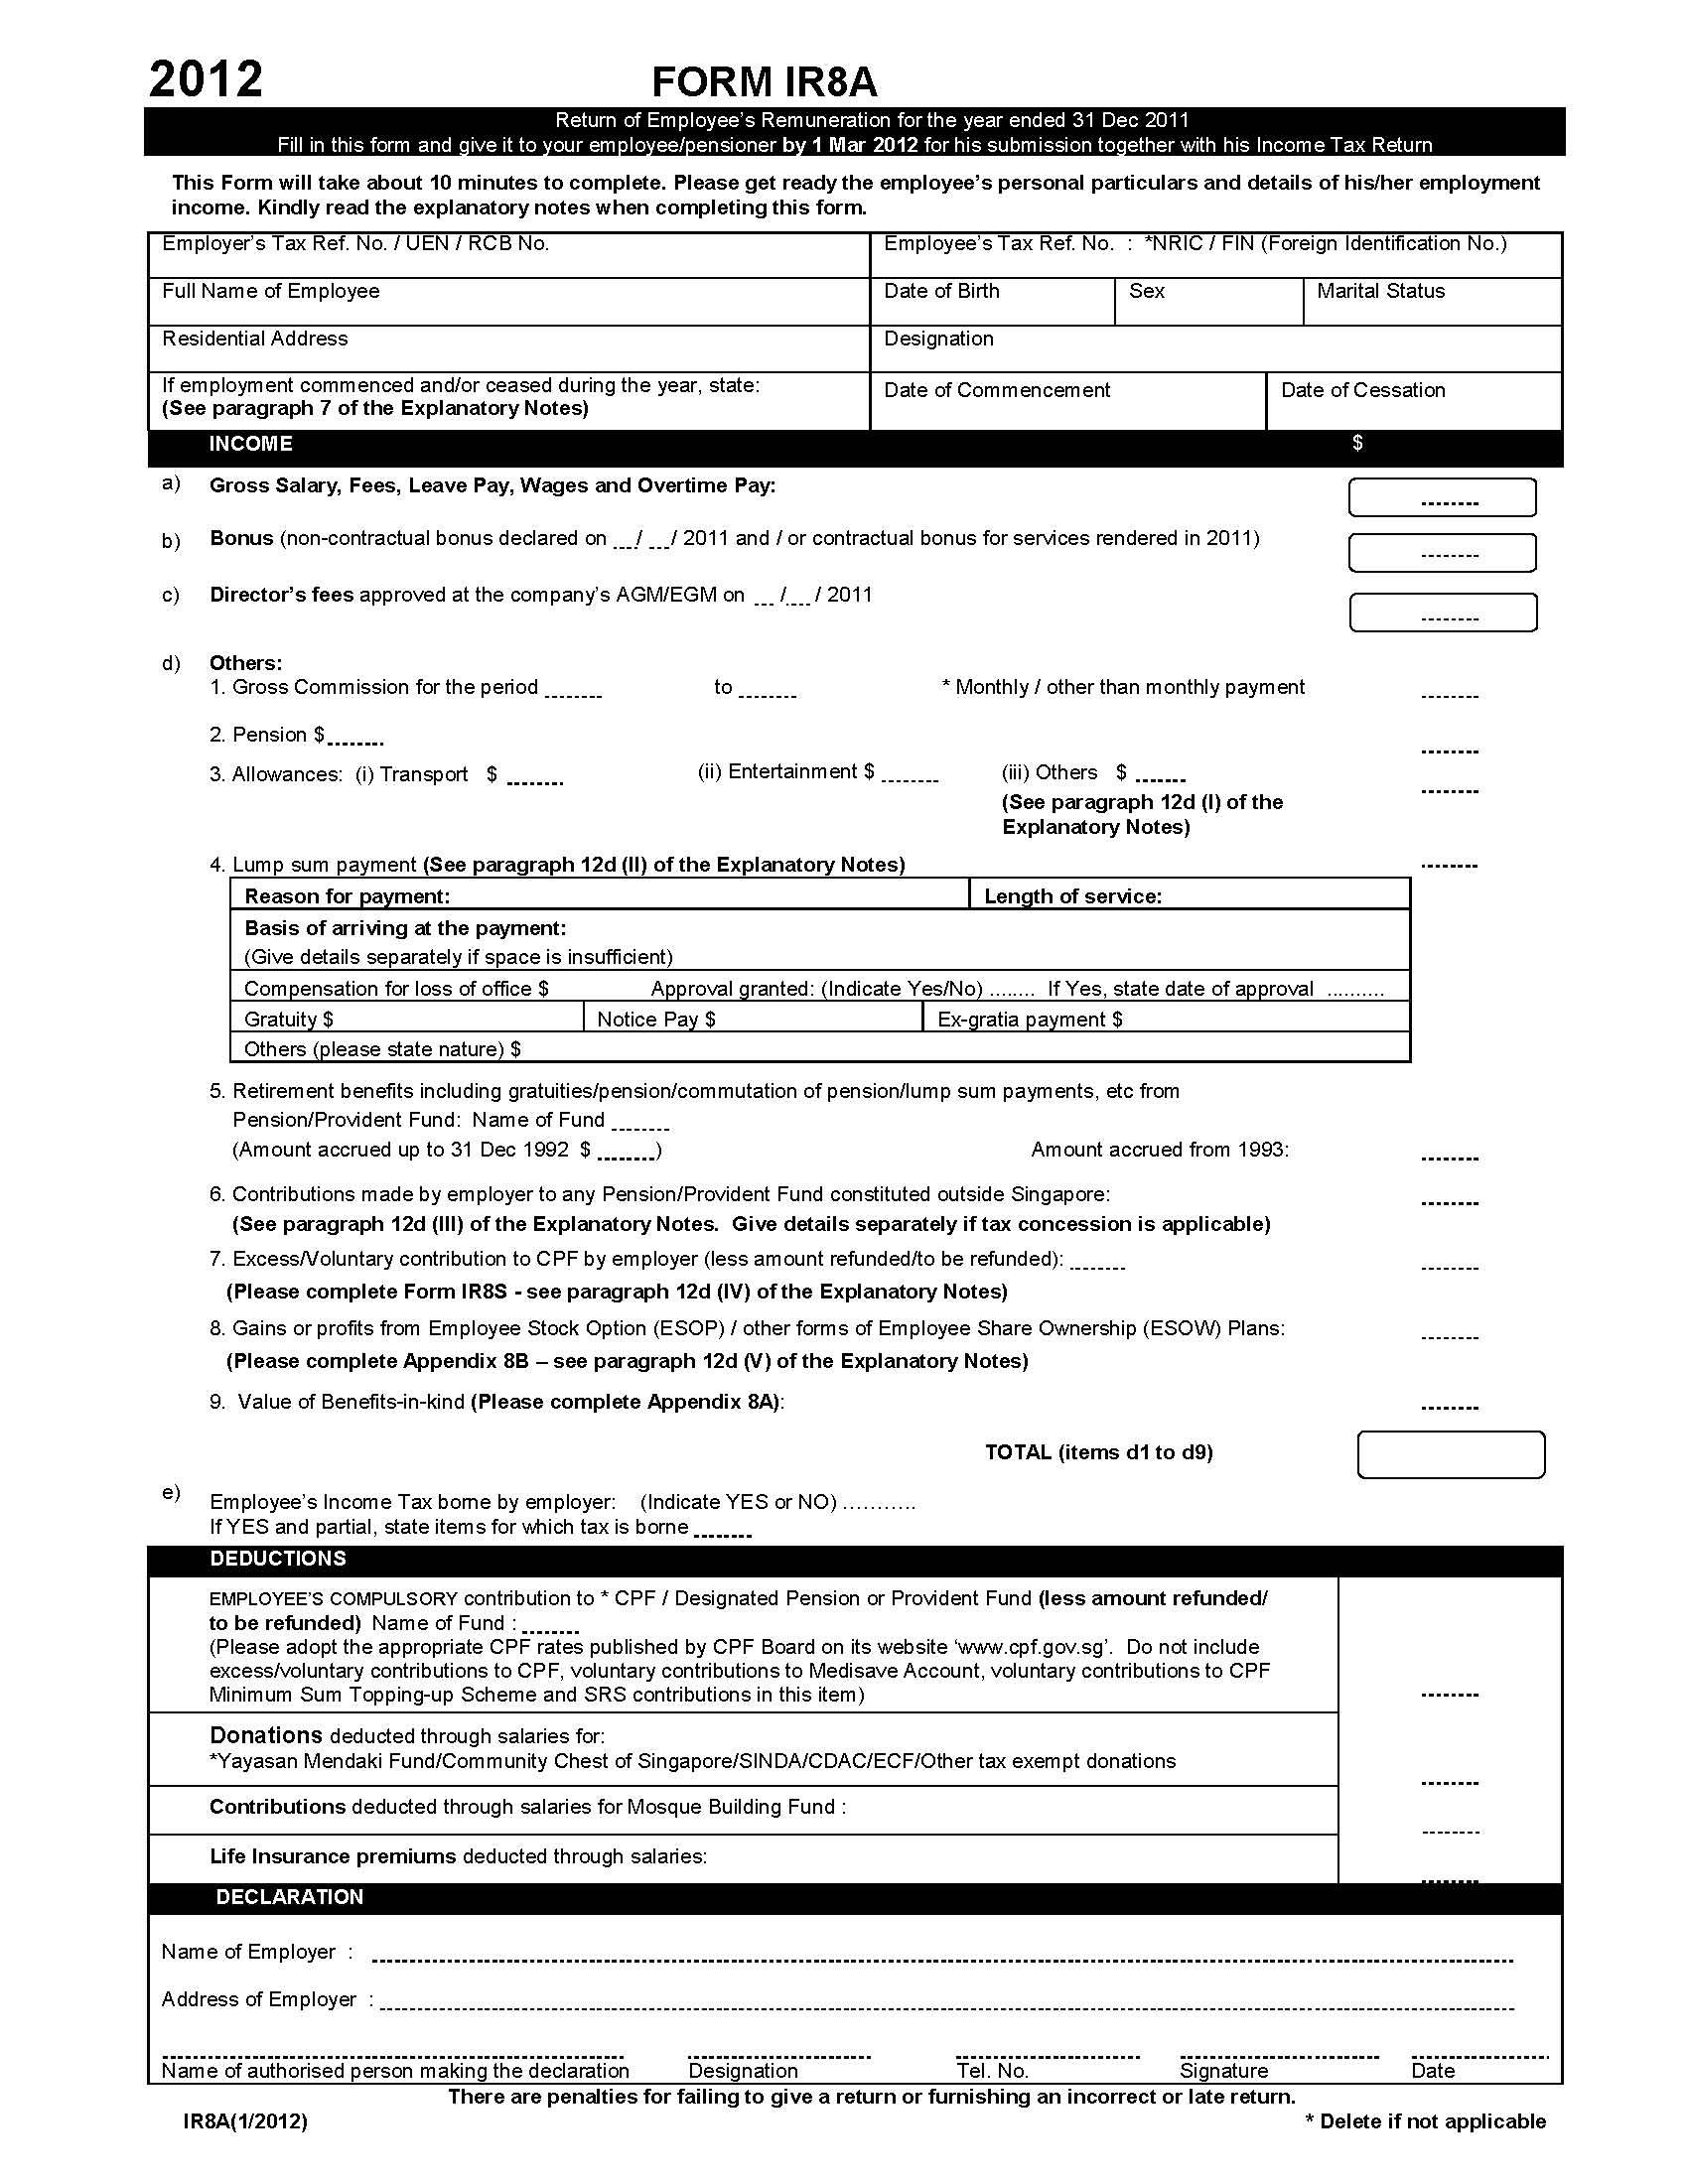 2012 FORM IR8A
Return of Employee's Remuneration for the year ended 31 Dec 2011
Fill in this form and give it to your employee/pensioner by 1 Mar 2012 for his submission together with his Income Tax Return
This Form will take about 10 minutes to complete. Please get ready the employee's personal particulars and details of his/her employment
income. Kindly read the explanatory notes when completing this form.
Employer's Tax Ref. No. / UEN / RCB No. Employee's Tax Ref. No. : *NRIC / FIN (Foreign Identification No.)
Full Name of Employee Date of Birth Sex Marital Status
Residential Address Designation
If employment commenced and/or ceased during the year, state: Date of Commencement Date of Cessation
(See paragraph 7 of the Explanatory Notes)
INCOME $
a) Gross Salary, Fees, Leave Pay, Wages and Overtime Pay: ........
b) Bonus (non-contractual bonus declared on ___/ ___/ 2011 and / or contractual bonus for services rendered in 2011) ........
c) Director's fees approved at the company's AGM/EGM on ___ /___ / 2011 ........
d) Others:
1. Gross Commission for the period ........ to ........ * Monthly / other than monthly payment ........
2. Pension $........ ........
3. Allowances: (i) Transport $ ........ (ii) Entertainment $ ........ (iii) Others $ ....... ........
(See paragraph 12d (I) of the
Explanatory Notes)
4. Lump sum payment (See paragraph 12d (II) of the Explanatory Notes) ........
Reason for payment: Length of service:
Basis of arriving at the payment:
(Give details separately if space is insufficient)
Compensation for loss of office $ Approval granted: (Indicate Yes/No) ........ If Yes, state date of approval ..........
Gratuity $ Notice Pay $ Ex-gratia payment $
Others (please state nature) $
5. Retirement benefits including gratuities/pension/commutation of pension/lump sum payments, etc from
Pension/Provident Fund: Name of Fund ........
(Amount accrued up to 31 Dec 1992 $ ........) Amount accrued from 1993: ........
6. Contributions made by employer to any Pension/Provident Fund constituted outside Singapore: ........
(See paragraph 12d (III) of the Explanatory Notes. Give details separately if tax concession is applicable)
7. Excess/Voluntary contribution to CPF by employer (less amount refunded/to be refunded): ........ ........
(Please complete Form IR8S - see paragraph 12d (IV) of the Explanatory Notes)
8. Gains or profits from Employee Stock Option (ESOP) / other forms of Employee Share Ownership (ESOW) Plans: ........
(Please complete Appendix 8B – see paragraph 12d (V) of the Explanatory Notes)
9. Value of Benefits-in-kind (Please complete Appendix 8A): ........
TOTAL (items d1 to d9)
e) Employee's Income Tax borne by employer: (Indicate YES or NO) ...........
If YES and partial, state items for which tax is borne ........
DEDUCTIONS
EMPLOYEE'S COMPULSORY contribution to * CPF / Designated Pension or Provident Fund (less amount refunded/
to be refunded) Name of Fund : ........
(Please adopt the appropriate CPF rates published by CPF Board on its website ‘www.cpf.gov.sg’. Do not include
excess/voluntary contributions to CPF, voluntary contributions to Medisave Account, voluntary contributions to CPF
Minimum Sum Topping-up Scheme and SRS contributions in this item) ........
Donations deducted through salaries for:
*Yayasan Mendaki Fund/Community Chest of Singapore/SINDA/CDAC/ECF/Other tax exempt donations ........
Contributions deducted through salaries for Mosque Building Fund : ........
Life Insurance premiums deducted through salaries: ........
DECLARATION
Name of Employer :
Address of Employer :
Name of authorised person making the declaration Designation Tel. No. Signature Date
There are penalties for failing to give a return or furnishing an incorrect or late return.
IR8A(1/2012) * Delete if not applicable